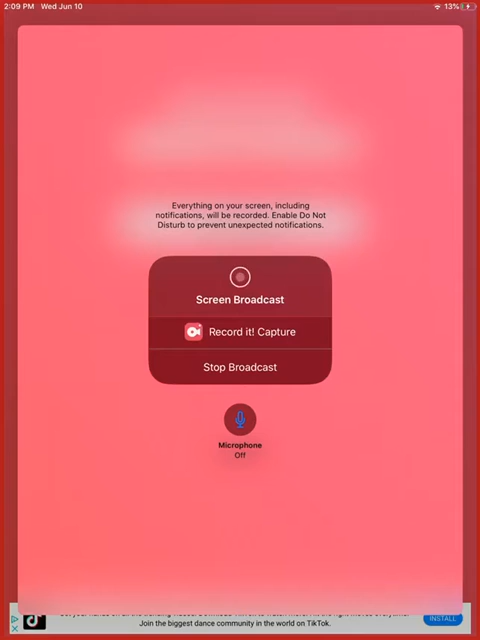 2:09 PM Wed Jun 10
13%
Everything on your screen, including
notifications, will be recorded. Enable Do Not
Disturb to prevent unexpected notifications.
Screen Broadcast
Record it! Capture
Stop Broadcast
Microphone
Off
Join the biggest dance community in the world on TikTok.
INSTALL